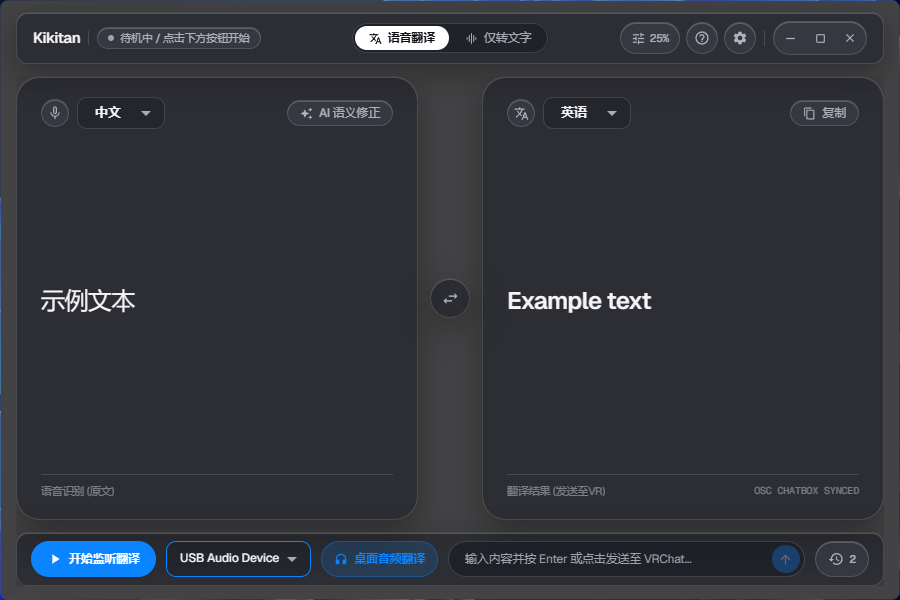 Kikitan
待机中 / 点击下方按钮开始
语音翻译
仅转文字
25%
中文
AI 语义修正
英语
复制
示例文本
Example text
语音识别 (原文)
翻译结果 (发送至VR)
OSC CHATBOX SYNCED
开始监听翻译
USB Audio Device
桌面音频翻译
输入内容并按 Enter 或点击发送至 VRChat...
2